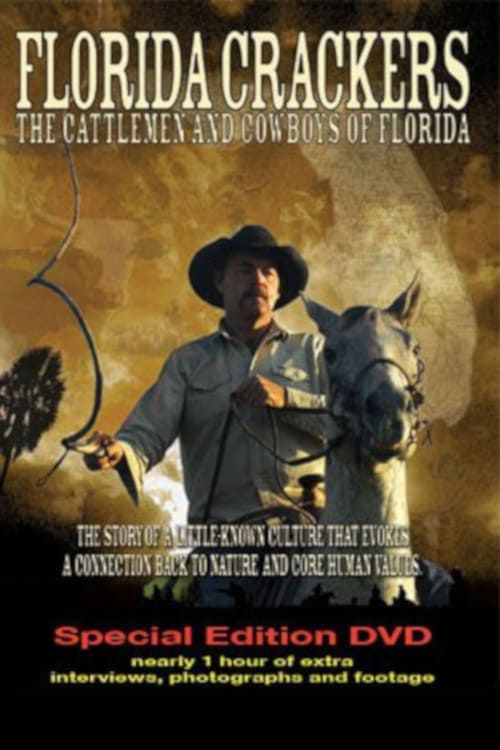 FLORIDA CRACKERS
THE CATTLEMEN AND COWBOYS OF FLORIDA
THE STORY OF A LITTLE-KNOWN CULTURE THAT EVOKES
A CONNECTION BACK TO NATURE AND CORE HUMAN VALUES.
Special Edition DVD
nearly 1 hour of extra
interviews, photographs and footage